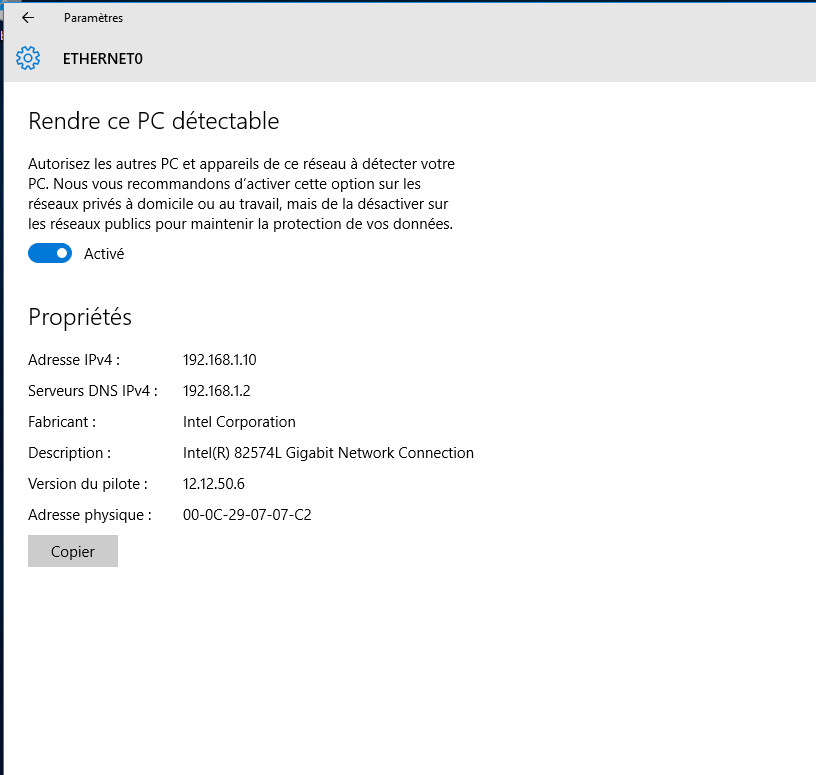 Paramètres
ETHERNET0
Rendre ce PC détectable
Autorisez les autres PC et appareils de ce réseau à détecter votre
PC. Nous vous recommandons d'activer cette option sur les
réseaux privés à domicile ou au travail, mais de la désactiver sur
les réseaux publics pour maintenir la protection de vos données.
Activé
Propriétés
Adresse IPv4 : 192.168.1.10
Serveurs DNS IPv4 : 192.168.1.2
Fabricant : Intel Corporation
Description : Intel(R) 82574L Gigabit Network Connection
Version du pilote : 12.12.50.6
Adresse physique : 00-0C-29-07-07-C2
Copier